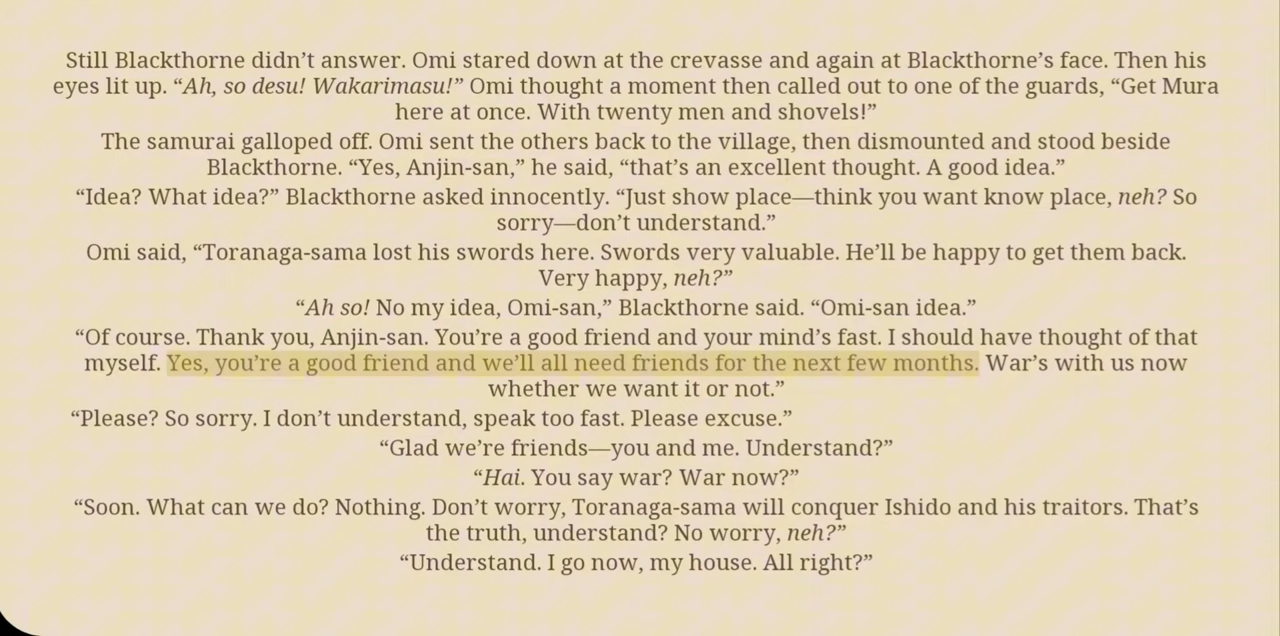 Still Blackthorne didn’t answer. Omi stared down at the crevasse and again at Blackthorne’s face. Then his
eyes lit up. “Ah, so desu! Wakarimasu!” Omi thought a moment then called out to one of the guards, “Get Mura
here at once. With twenty men and shovels!”
The samurai galloped off. Omi sent the others back to the village, then dismounted and stood beside
Blackthorne. “Yes, Anjin-san,” he said, “that’s an excellent thought. A good idea.”
“Idea? What idea?” Blackthorne asked innocently. “Just show place—think you want know place, neh? So
sorry—don’t understand.”
Omi said, “Toranaga-sama lost his swords here. Swords very valuable. He’ll be happy to get them back.
Very happy, neh?”
“Ah so! No my idea, Omi-san,” Blackthorne said. “Omi-san idea.”
“Of course. Thank you, Anjin-san. You’re a good friend and your mind’s fast. I should have thought of that
myself. Yes, you’re a good friend and we’ll all need friends for the next few months. War’s with us now
whether we want it or not.”
“Please? So sorry. I don’t understand, speak too fast. Please excuse.”
“Glad we’re friends—you and me. Understand?”
“Hai. You say war? War now?”
“Soon. What can we do? Nothing. Don’t worry, Toranaga-sama will conquer Ishido and his traitors. That’s
the truth, understand? No worry, neh?”
“Understand. I go now, my house. All right?”